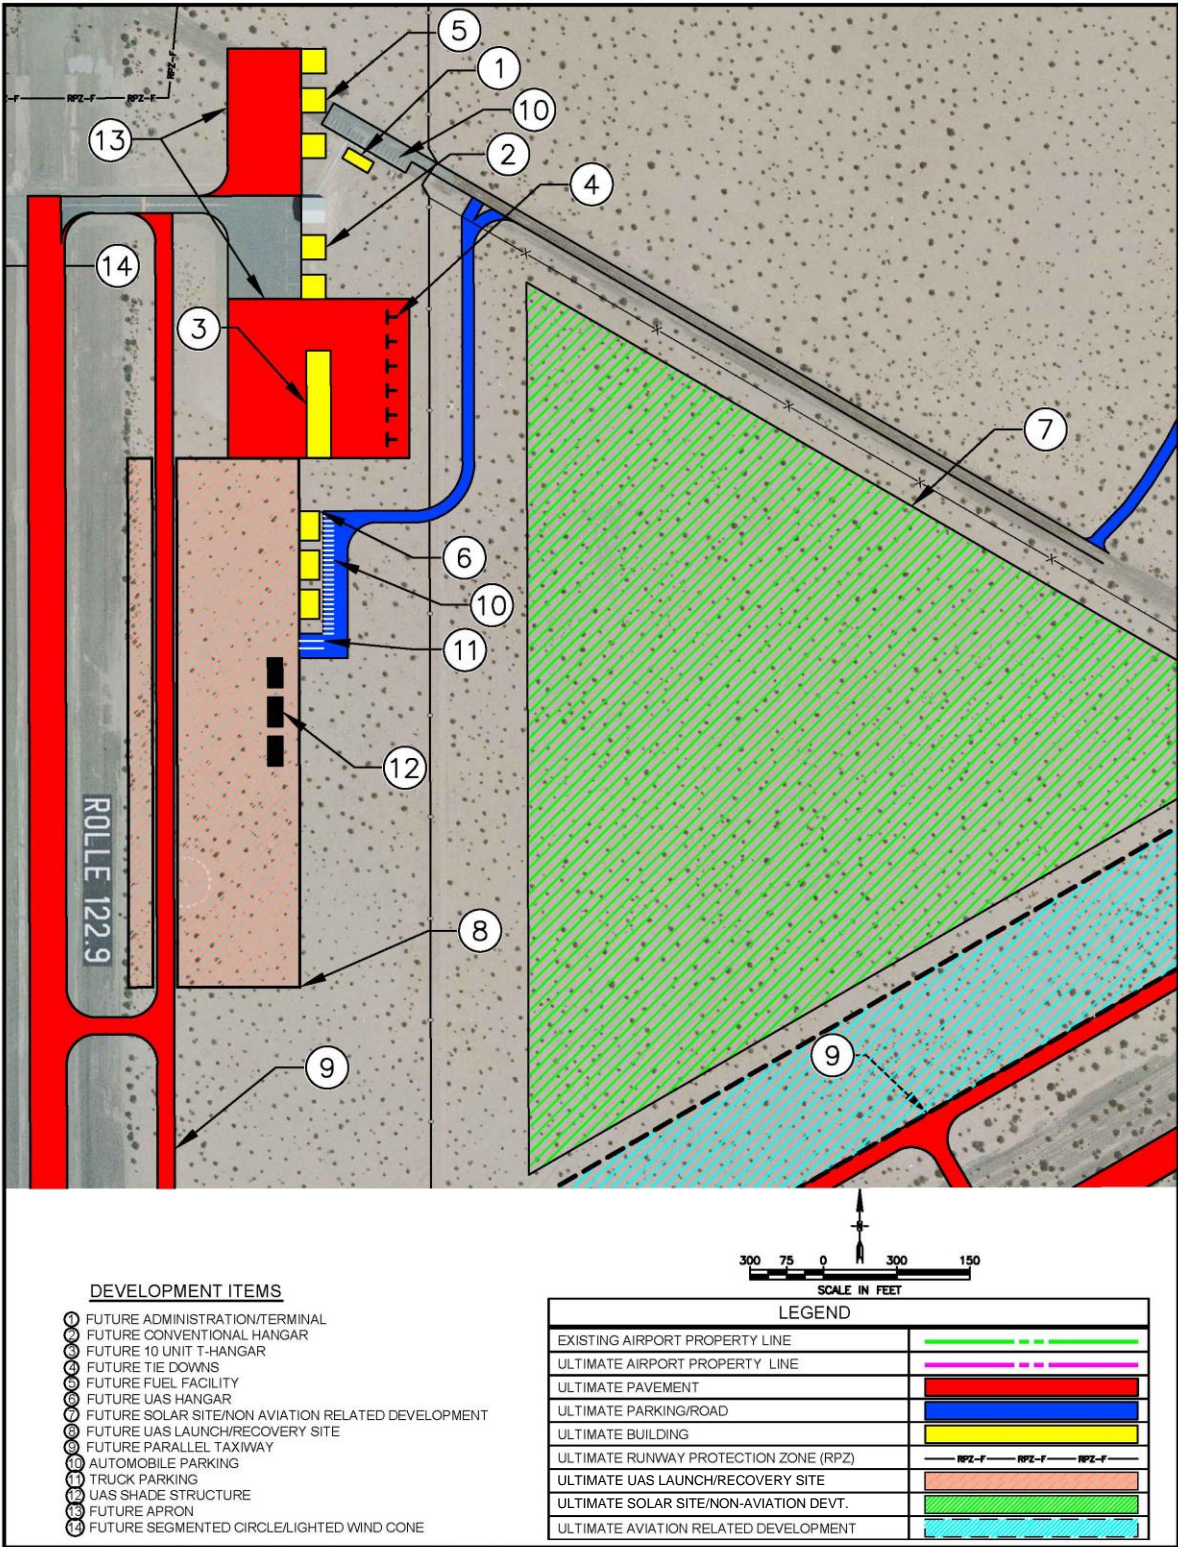 RPZ-F
RPZ-F
RPZ-F
5
1
10
13
2
4
14
3
7
6
10
11
12
ROLLE 122.9
8
9
9
300 75 0 300 150
SCALE IN FEET
DEVELOPMENT ITEMS
1 FUTURE ADMINISTRATION/TERMINAL
2 FUTURE CONVENTIONAL HANGAR
3 FUTURE 10 UNIT T-HANGAR
4 FUTURE TIE DOWNS
5 FUTURE FUEL FACILITY
6 FUTURE UAS HANGAR
7 FUTURE SOLAR SITE/NON AVIATION RELATED DEVELOPMENT
8 FUTURE UAS LAUNCH/RECOVERY SITE
9 FUTURE PARALLEL TAXIWAY
10 AUTOMOBILE PARKING
11 TRUCK PARKING
12 UAS SHADE STRUCTURE
13 FUTURE APRON
14 FUTURE SEGMENTED CIRCLE/LIGHTED WIND CONE
LEGEND
EXISTING AIRPORT PROPERTY LINE
ULTIMATE AIRPORT PROPERTY LINE
ULTIMATE PAVEMENT
ULTIMATE PARKING/ROAD
ULTIMATE BUILDING
ULTIMATE RUNWAY PROTECTION ZONE (RPZ) RPZ-F RPZ-F RPZ-F
ULTIMATE UAS LAUNCH/RECOVERY SITE
ULTIMATE SOLAR SITE/NON-AVIATION DEVT.
ULTIMATE AVIATION RELATED DEVELOPMENT